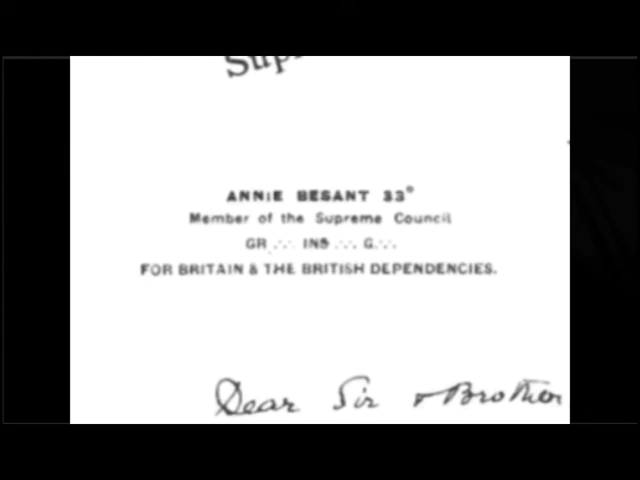 ANNIE BESANT 33°
Member of the Supreme Council
GR∴ INS∴ G∴
FOR BRITAIN & THE BRITISH DEPENDENCIES.
Dear Sir & Brother